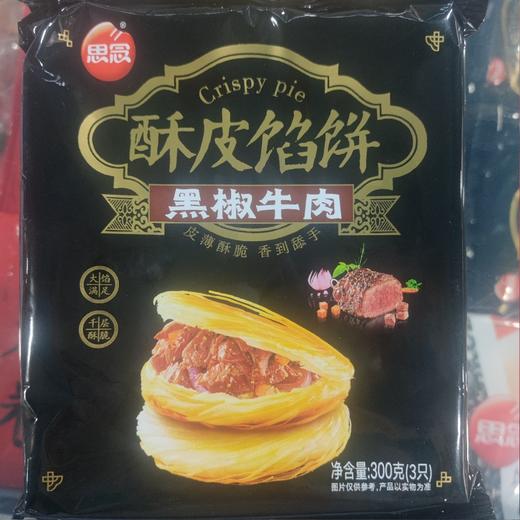 思念
Crispy pie
酥皮馅饼
黑椒牛肉
皮薄酥脆 香到舔手
大馅
满足
千层
酥脆
净含量:300克(3只)
图片仅供参考,产品以实物为准
思念